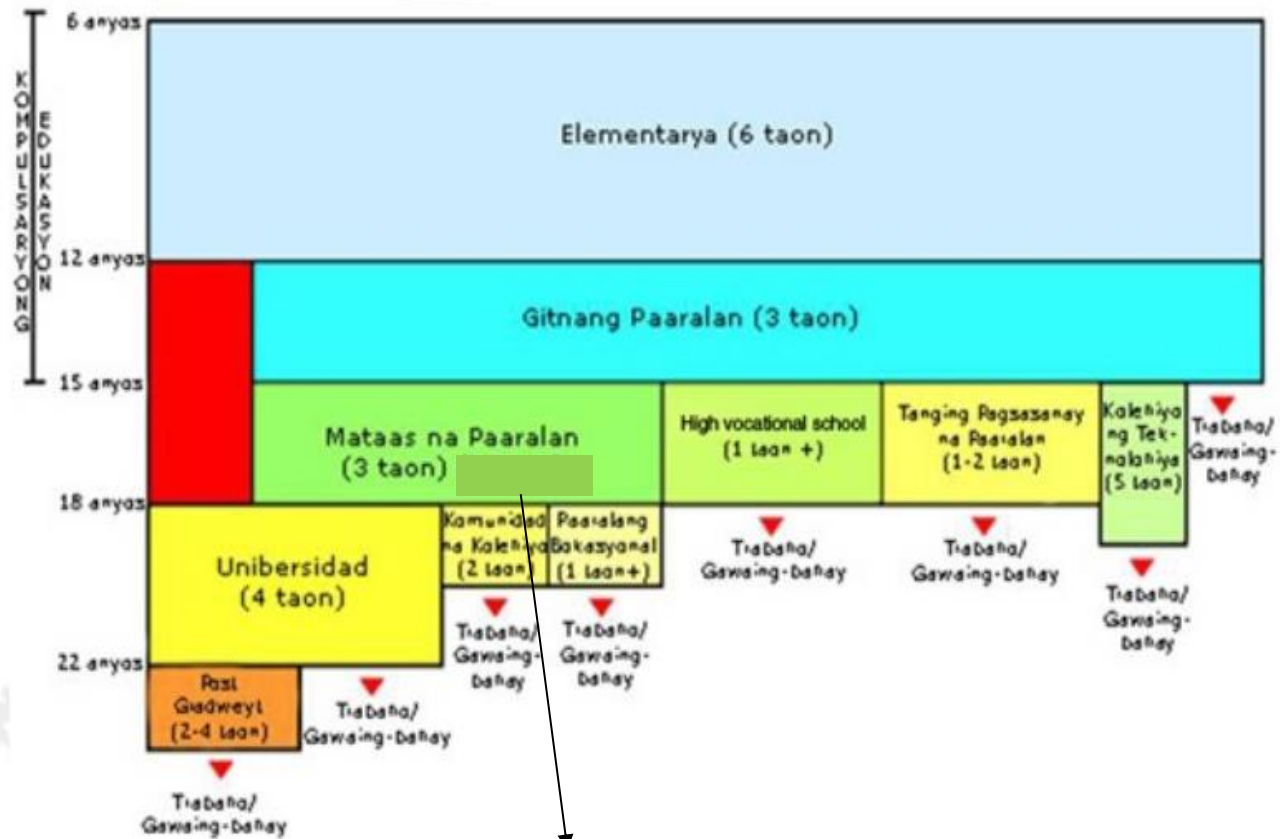 KOMPULSARYONG
EDUKASYON
6 anyos
Elementarya (6 taon)
12 anyos
Gitnang Paaralan (3 taon)
15 anyos
Mataas na Paaralan
(3 taon)
High vocational school
(1 taon +)
Tanging Pagsasanay
na Paaralan
(1-2 taon)
Kolehiya
ng Tek-
nolohiya
(5 taon)
Trabaho/
Gawaing-
bahay
18 anyos
Unibersidad
(4 taon)
Komunidad
na Kolehiyo
(2 taon)
Paaralang
Bokasyonal
(1 taon+)
Trabaho/
Gawaing-bahay
Trabaho/
Gawaing-bahay
Trabaho/
Gawaing-
bahay
Trabaho/
Gawaing-
bahay
Trabaho/
Gawaing-
bahay
22 anyos
Post
Gradweyt
(2-4 taon)
Trabaho/
Gawaing-bahay
Trabaho/
Gawaing-bahay